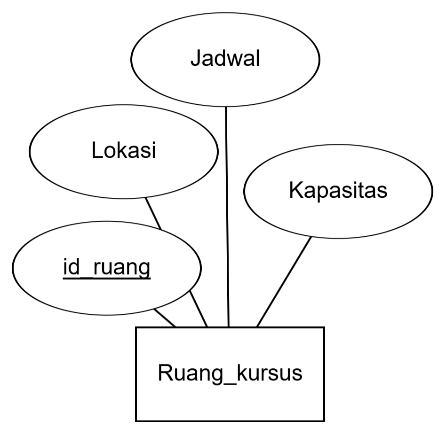 Jadwal
Lokasi
Kapasitas
id_ruang
Ruang_kursus